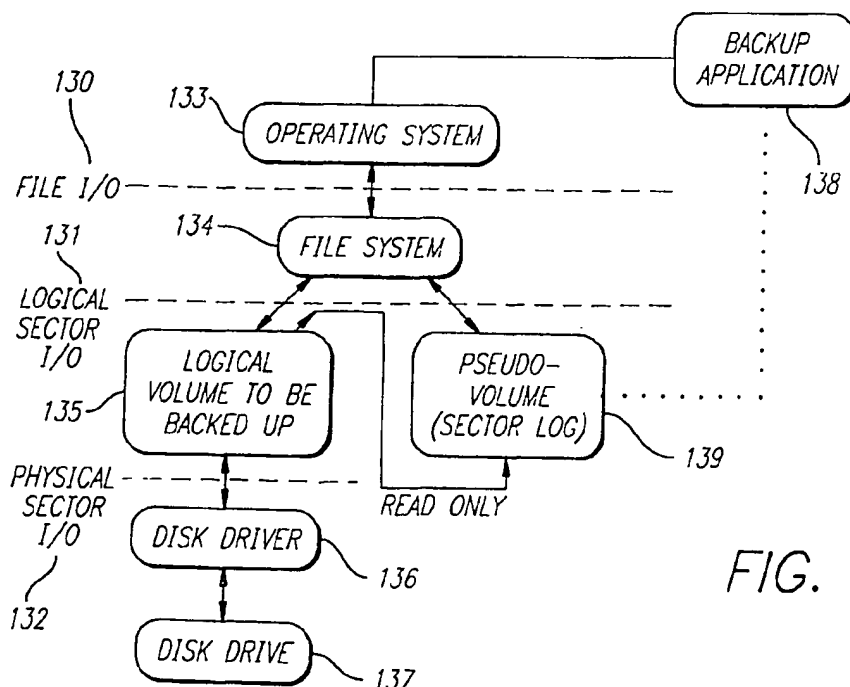 BACKUP
APPLICATION
138
130
133
OPERATING SYSTEM
FILE I/O
134
FILE SYSTEM
131
LOGICAL
SECTOR
I/O
LOGICAL
VOLUME TO BE
BACKED UP
135
PSEUDO-
VOLUME
(SECTOR LOG)
139
PHYSICAL
SECTOR
I/O
132
READ ONLY
DISK DRIVER
136
DISK DRIVE
137
FIG.